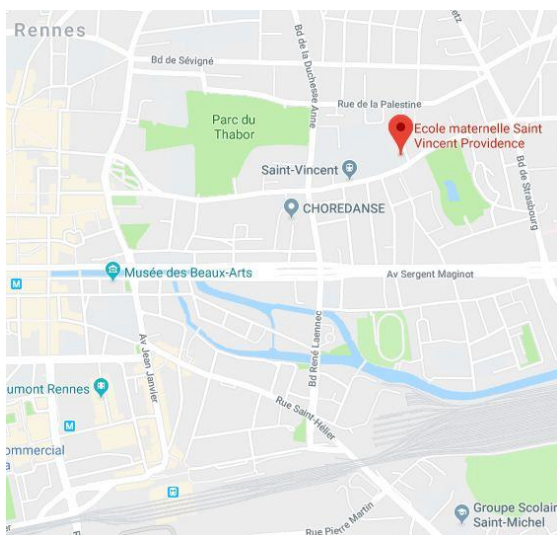 Rennes
etz
Bd de Sévigné
Bd de la Duchesse Anne
Rue de la Palestine
Parc du
Thabor
Ecole maternelle Saint
Vincent Providence
Saint-Vincent
Bd de Strasbourg
CHOREDANSE
Musée des Beaux-Arts
Av Sergent Maginot
M
Av Jean Janvier
Bd René Laennec
umont Rennes
Rue Saint-Hélier
M
ommercial
a
Groupe Scolair
Saint-Michel
Rue Pierre Martin